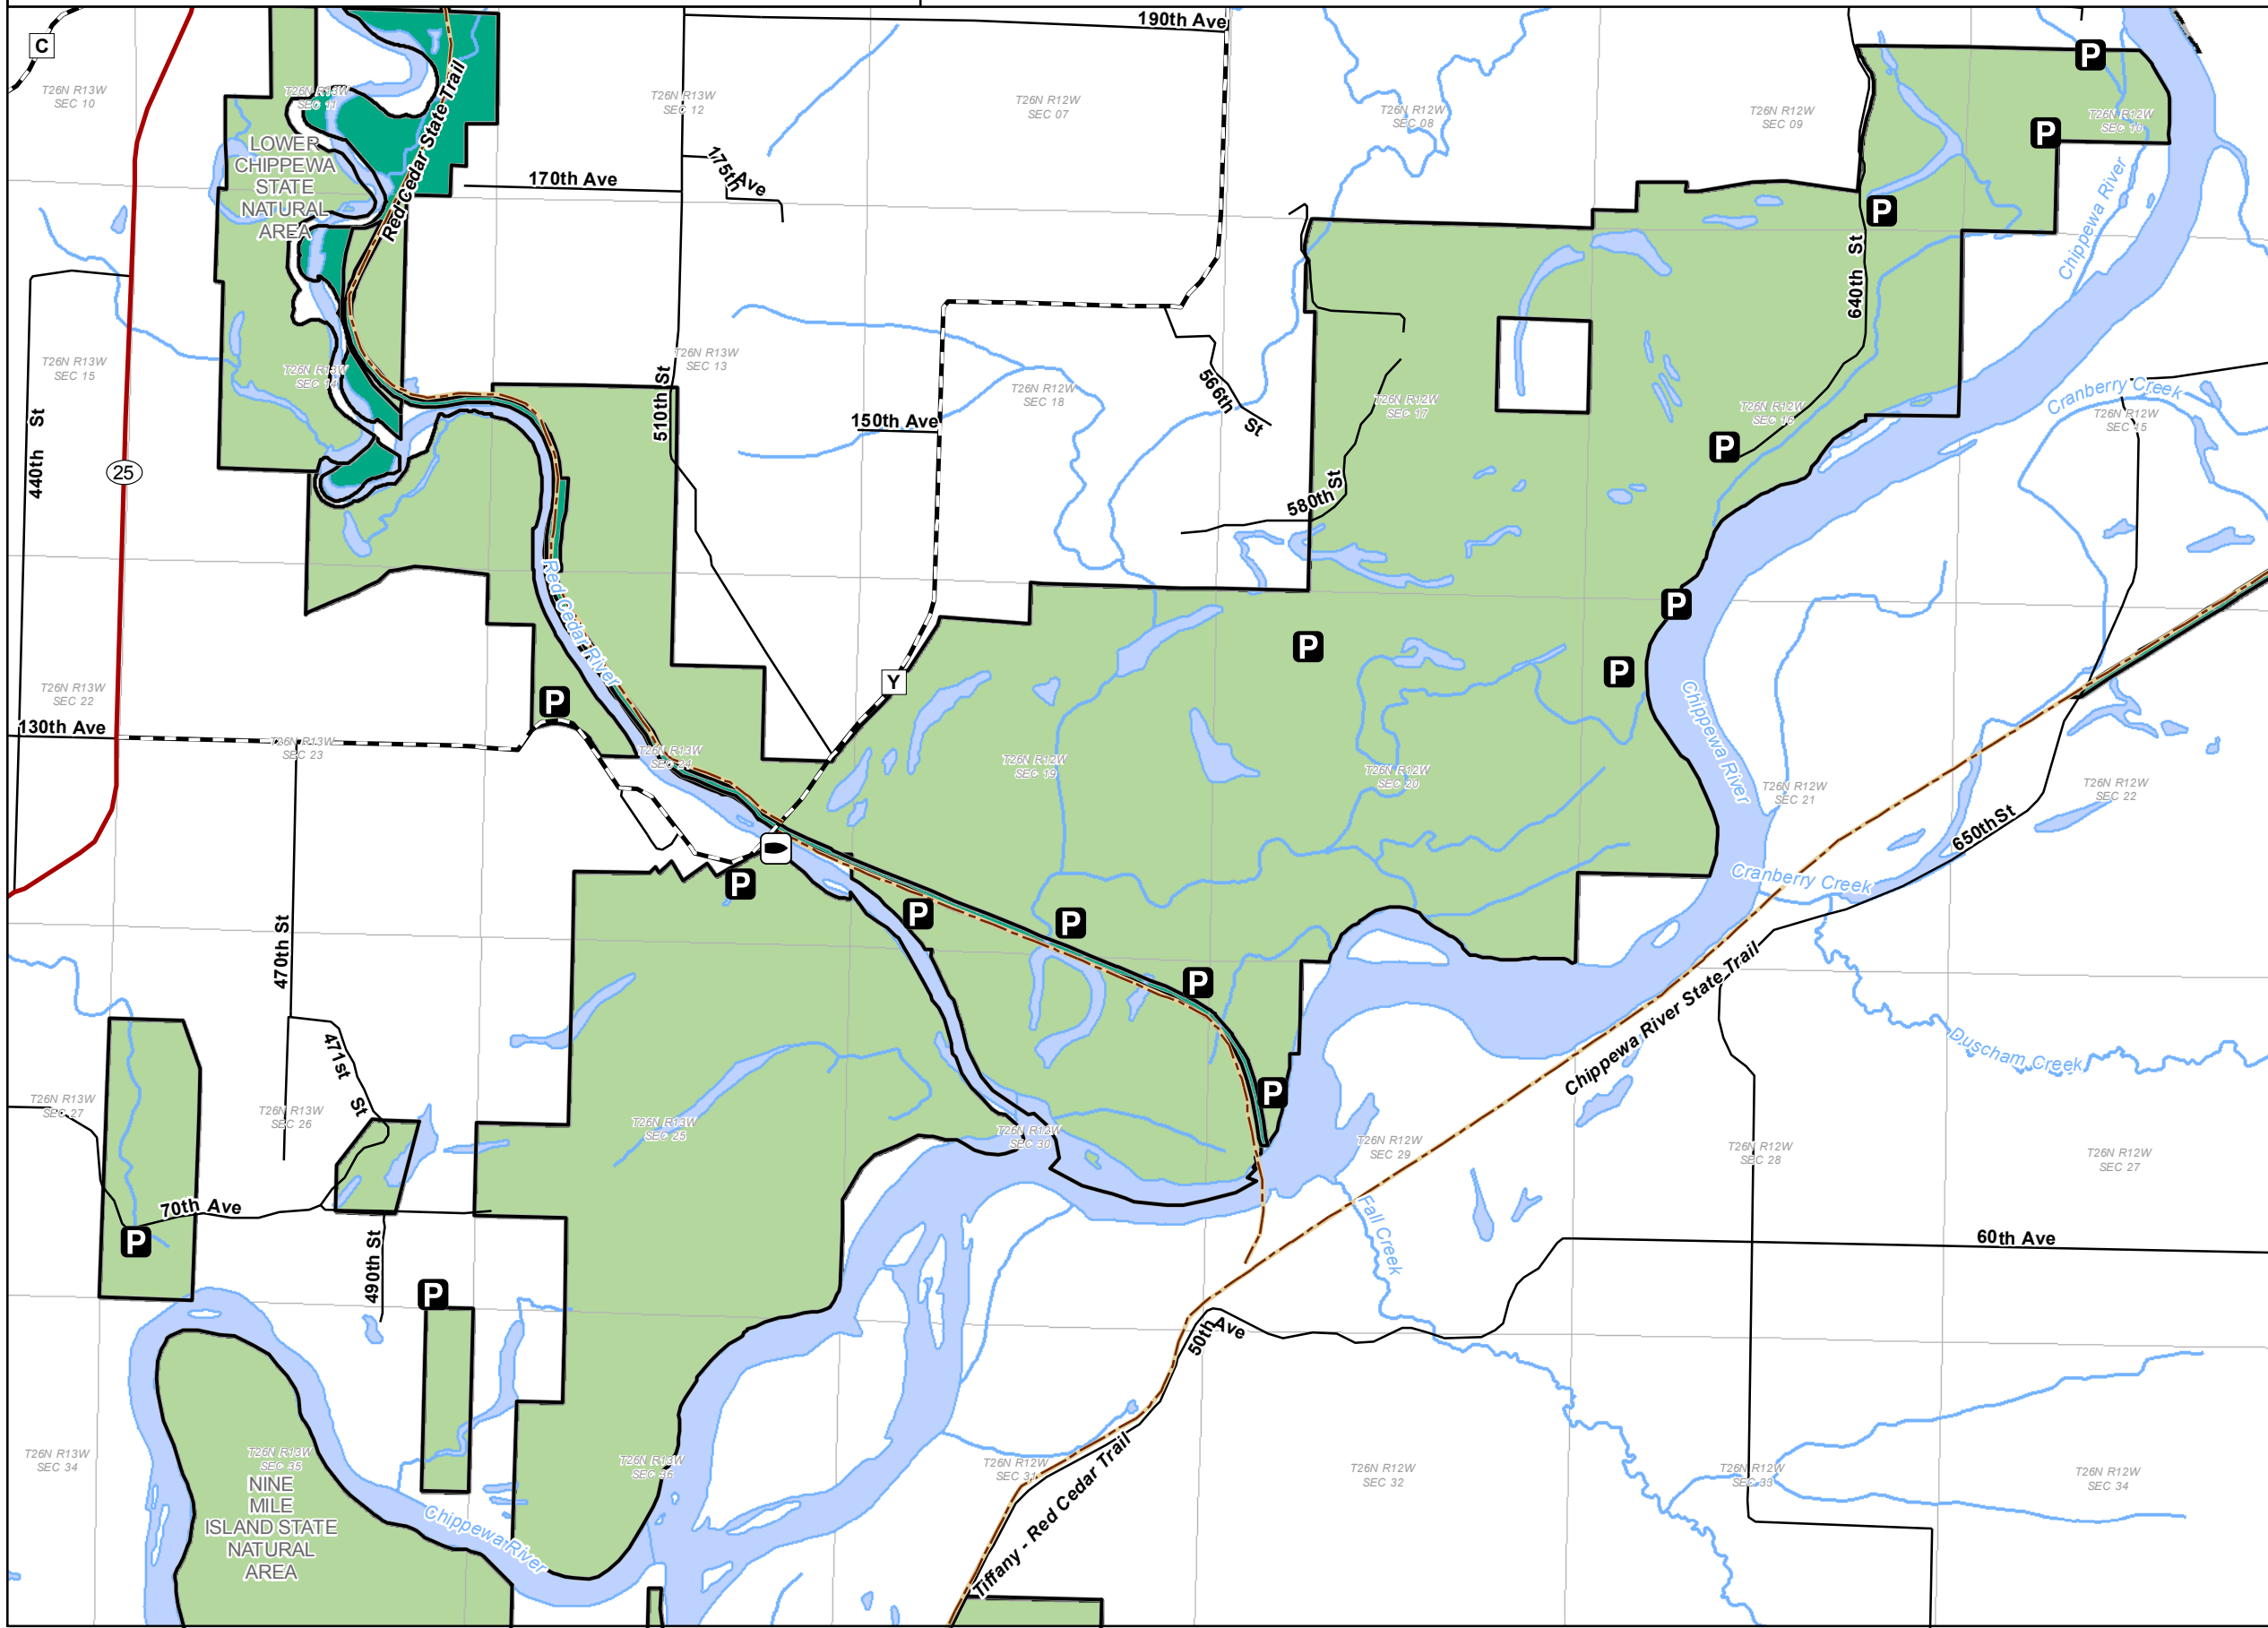 190th Ave
C
P
T26N R13W
SEC 10
T26N R13W
SEC 11
T26N R13W
SEC 12
T26N R12W
SEC 07
T26N R12W
SEC 08
T26N R12W
SEC 09
T26N R12W
SEC 10
P
LOWER
CHIPPEWA
STATE
NATURAL
AREA
Red Cedar State Trail
170th Ave
175th Ave
P
640th St
Chippewa River
T26N R13W
SEC 15
T26N R13W
SEC 14
T26N R13W
SEC 13
T26N R12W
SEC 18
T26N R12W
SEC 17
T26N R12W
SEC 16
T26N R12W
SEC 15
Cranberry Creek
440th St
25
510th St
150th Ave
566th St
580th St
P
Red Cedar River
P
P
P
P
Y
Chippewa River
T26N R13W
SEC 22
130th Ave
T26N R13W
SEC 23
T26N R13W
SEC 24
T26N R12W
SEC 19
T26N R12W
SEC 20
T26N R12W
SEC 21
T26N R12W
SEC 22
650th St
Cranberry Creek
P
P
P
P
470th St
Chippewa River State Trail
Duscham Creek
471st St
P
T26N R13W
SEC 27
T26N R13W
SEC 26
T26N R13W
SEC 25
T26N R12W
SEC 30
T26N R12W
SEC 29
T26N R12W
SEC 28
T26N R12W
SEC 27
70th Ave
P
490th St
Fall Creek
60th Ave
P
50th Ave
T26N R13W
SEC 34
T26N R13W
SEC 35
T26N R13W
SEC 36
T26N R12W
SEC 31
T26N R12W
SEC 32
T26N R12W
SEC 33
T26N R12W
SEC 34
NINE
MILE
ISLAND STATE
NATURAL
AREA
Chippewa River
Tiffany - Red Cedar Trail